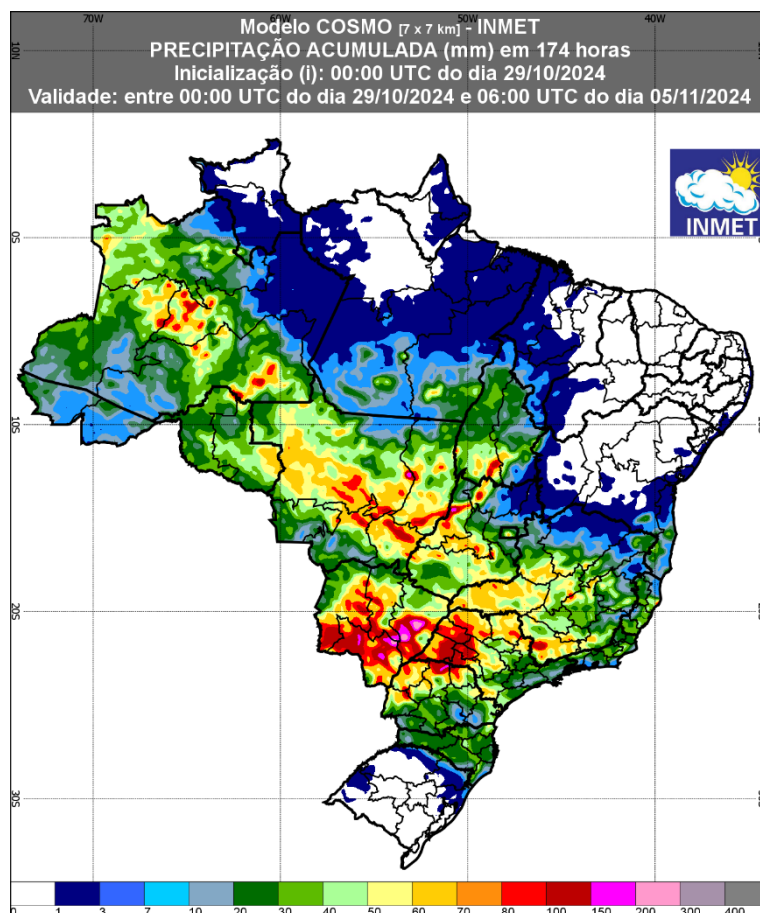 Modelo COSMO [7 x 7 km] - INMET
PRECIPITAÇÃO ACUMULADA (mm) em 174 horas
Inicialização (i): 00:00 UTC do dia 29/10/2024
Validade: entre 00:00 UTC do dia 29/10/2024 e 06:00 UTC do dia 05/11/2024
70W 60W 50W 40W
10N
INMET
0S
10S
20S
30S
0 1 3 7 10 20 30 40 50 60 70 80 100 150 200 300 400